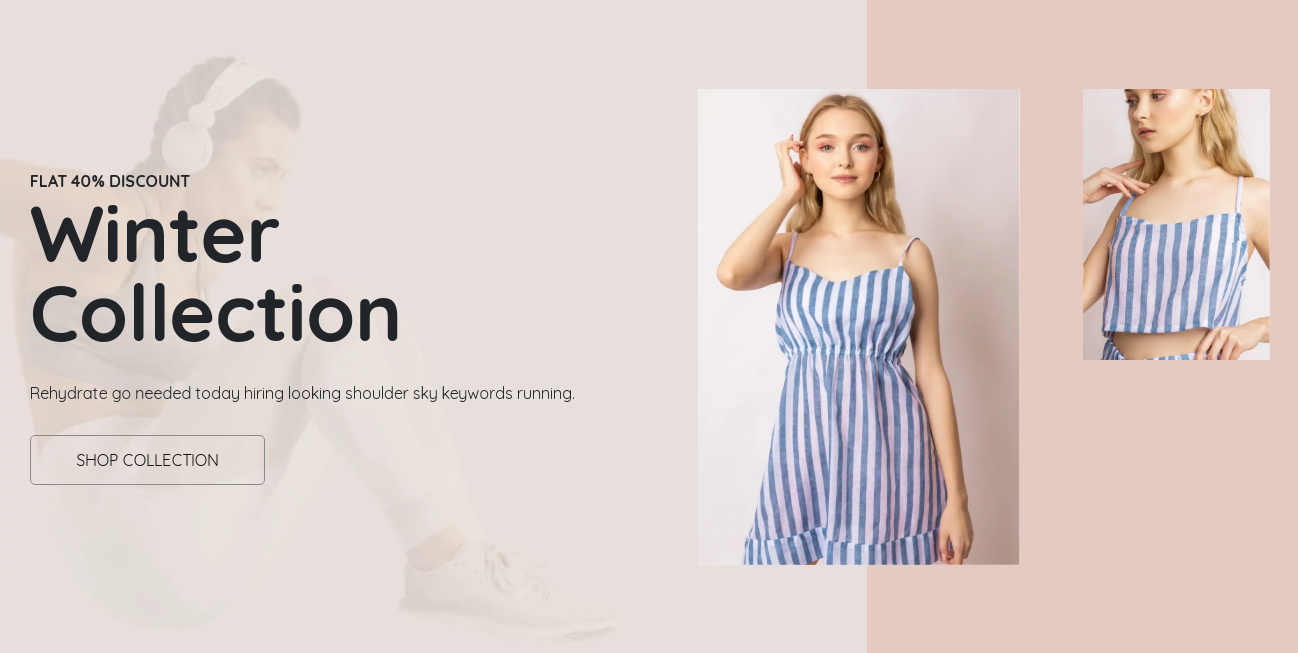 FLAT 40% DISCOUNT
Winter
Collection
Rehydrate go needed today hiring looking shoulder sky keywords running.
SHOP COLLECTION